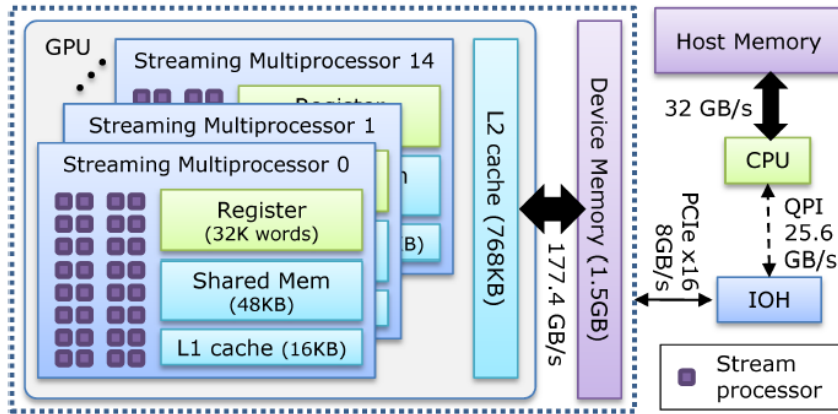 GPU
Streaming Multiprocessor 14
Register
Streaming Multiprocessor 1
Streaming Multiprocessor 0
Register
(32K words)
Shared Mem
(48KB)
L1 cache (16KB)
L2 cache (768KB)
177.4 GB/s
Device Memory (1.5GB)
Host Memory
32 GB/s
CPU
QPI
25.6
GB/s
PCIe x16
8GB/s
IOH
Stream
processor